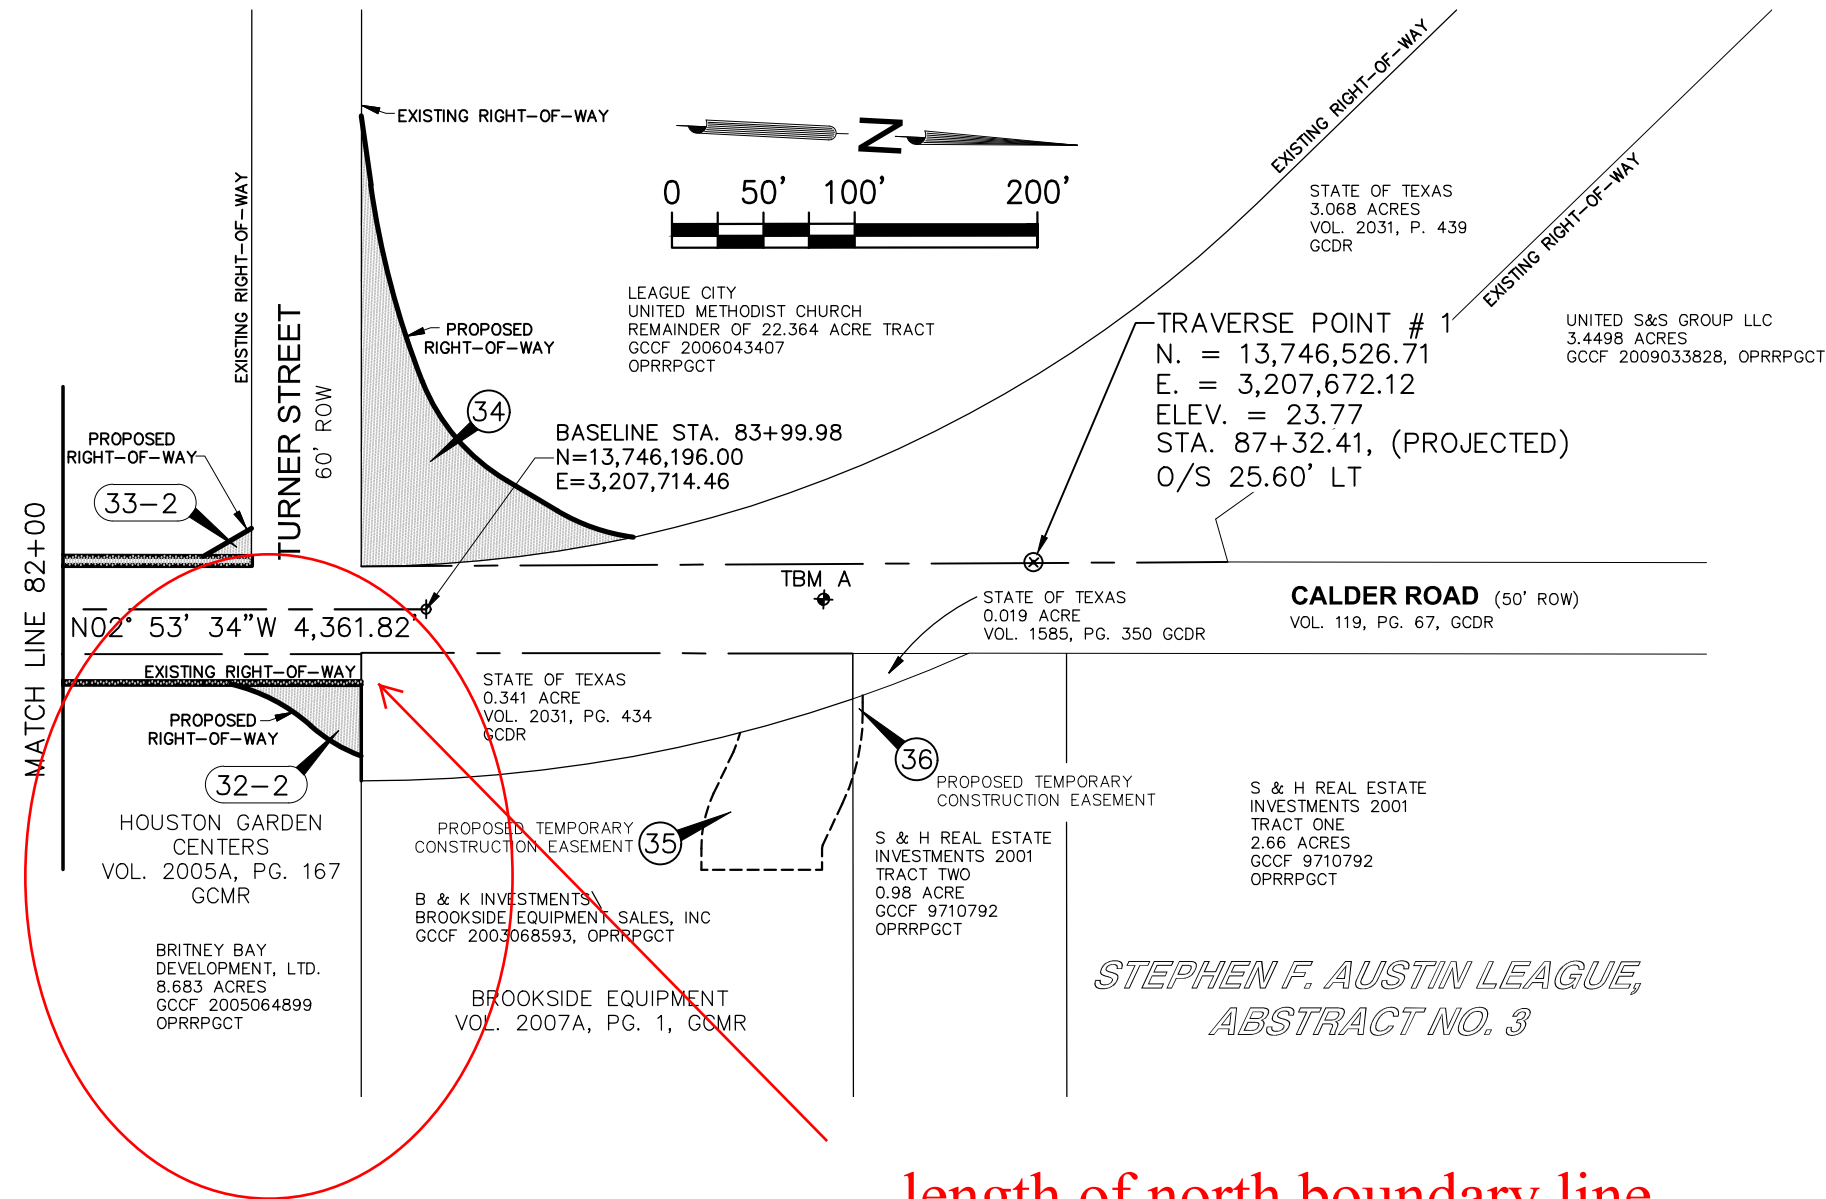 EXISTING RIGHT-OF-WAY
EXISTING RIGHT-OF-WAY
EXISTING RIGHT-OF-WAY
EXISTING RIGHT-OF-WAY
N
0 50' 100' 200'
STATE OF TEXAS
3.068 ACRES
VOL. 2031, P. 439
GCDR
LEAGUE CITY
UNITED METHODIST CHURCH
REMAINDER OF 22.364 ACRE TRACT
GCCF 2006043407
OPRRPGCT
PROPOSED
RIGHT-OF-WAY
TRAVERSE POINT # 1
N. = 13,746,526.71
E. = 3,207,672.12
ELEV. = 23.77
STA. 87+32.41, (PROJECTED)
O/S 25.60' LT
UNITED S&S GROUP LLC
3.4498 ACRES
GCCF 2009033828, OPRRPGCT
TURNER STREET
60' ROW
34
BASELINE STA. 83+99.98
N=13,746,196.00
E=3,207,714.46
PROPOSED
RIGHT-OF-WAY
33-2
MATCH LINE 82+00
TBM A
N02° 53' 34"W 4,361.82'
STATE OF TEXAS
0.019 ACRE
VOL. 1585, PG. 350 GCDR
CALDER ROAD (50' ROW)
VOL. 119, PG. 67, GCDR
EXISTING RIGHT-OF-WAY
STATE OF TEXAS
0.341 ACRE
VOL. 2031, PG. 434
GCDR
PROPOSED
RIGHT-OF-WAY
32-2
36
PROPOSED TEMPORARY
CONSTRUCTION EASEMENT
HOUSTON GARDEN
CENTERS
VOL. 2005A, PG. 167
GCMR
PROPOSED TEMPORARY
CONSTRUCTION EASEMENT
35
S & H REAL ESTATE
INVESTMENTS 2001
TRACT TWO
0.98 ACRE
GCCF 9710792
OPRRPGCT
S & H REAL ESTATE
INVESTMENTS 2001
TRACT ONE
2.66 ACRES
GCCF 9710792
OPRRPGCT
B & K INVESTMENTS\
BROOKSIDE EQUIPMENT SALES, INC
GCCF 2003068593, OPRRPGCT
BRITNEY BAY
DEVELOPMENT, LTD.
8.683 ACRES
GCCF 2005064899
OPRRPGCT
BROOKSIDE EQUIPMENT
VOL. 2007A, PG. 1, GCMR
STEPHEN F. AUSTIN LEAGUE,
ABSTRACT NO. 3
length of north boundary line